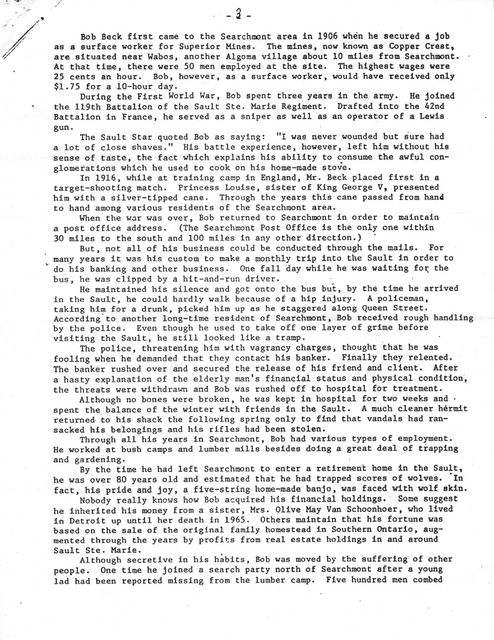 - 3 -
Bob Beck first came to the Searchmont area in 1906 when he secured a job
as a surface worker for Superior Mines. The mines, now known as Copper Crest,
are situated near Wabos, another Algoma village about 10 miles from Searchmont.
At that time, there were 50 men employed at the site. The highest wages were
25 cents an hour. Bob, however, as a surface worker, would have received only
$1.75 for a 10-hour day.
During the First World War, Bob spent three years in the army. He joined
the 119th Battalion of the Sault Ste. Marie Regiment. Drafted into the 42nd
Battalion in France, he served as a sniper as well as an operator of a Lewis
gun.
The Sault Star quoted Bob as saying: "I was never wounded but sure had
a lot of close shaves." His battle experience, however, left him without his
sense of taste, the fact which explains his ability to consume the awful con-
glomerations which he used to cook on his home-made stove.
In 1916, while at training camp in England, Mr. Beck placed first in a
target-shooting match. Princess Louise, sister of King George V, presented
him with a silver-tipped cane. Through the years this cane passed from hand
to hand among various residents of the Searchmont area.
When the war was over, Bob returned to Searchmont in order to maintain
a post office address. (The Searchmont Post Office is the only one within
30 miles to the south and 100 miles in any other direction.)
But, not all of his business could be conducted through the mails. For
many years it was his custom to make a monthly trip into the Sault in order to
do his banking and other business. One fall day while he was waiting for the
bus, he was clipped by a hit-and-run driver.
He maintained his silence and got onto the bus but, by the time he arrived
in the Sault, he could hardly walk because of a hip injury. A policeman,
taking him for a drunk, picked him up as he staggered along Queen Street.
According to another long-time resident of Searchmont, Bob received rough handling
by the police. Even though he used to take off one layer of grime before
visiting the Sault, he still looked like a tramp.
The police, threatening him with vagrancy charges, thought that he was
fooling when he demanded that they contact his banker. Finally they relented.
The banker rushed over and secured the release of his friend and client. After
a hasty explanation of the elderly man's financial status and physical condition,
the threats were withdrawn and Bob was rushed off to hospital for treatment.
Although no bones were broken, he was kept in hospital for two weeks and
spent the balance of the winter with friends in the Sault. A much cleaner hermit
returned to his shack the following spring only to find that vandals had ran-
sacked his belongings and his rifles had been stolen.
Through all his years in Searchmont, Bob had various types of employment.
He worked at bush camps and lumber mills besides doing a great deal of trapping
and gardening.
By the time he had left Searchmont to enter a retirement home in the Sault,
he was over 80 years old and estimated that he had trapped scores of wolves. In
fact, his pride and joy, a five-string home-made banjo, was faced with wolf skin.
Nobody really knows how Bob acquired his financial holdings. Some suggest
he inherited his money from a sister, Mrs. Olive May Van Schoonhoer, who lived
in Detroit up until her death in 1965. Others maintain that his fortune was
based on the sale of the original family homestead in Southern Ontario, aug-
mented through the years by profits from real estate holdings in and around
Sault Ste. Marie.
Although secretive in his habits, Bob was moved by the suffering of other
people. One time he joined a search party north of Searchmont after a young
lad had been reported missing from the lumber camp. Five hundred men combed